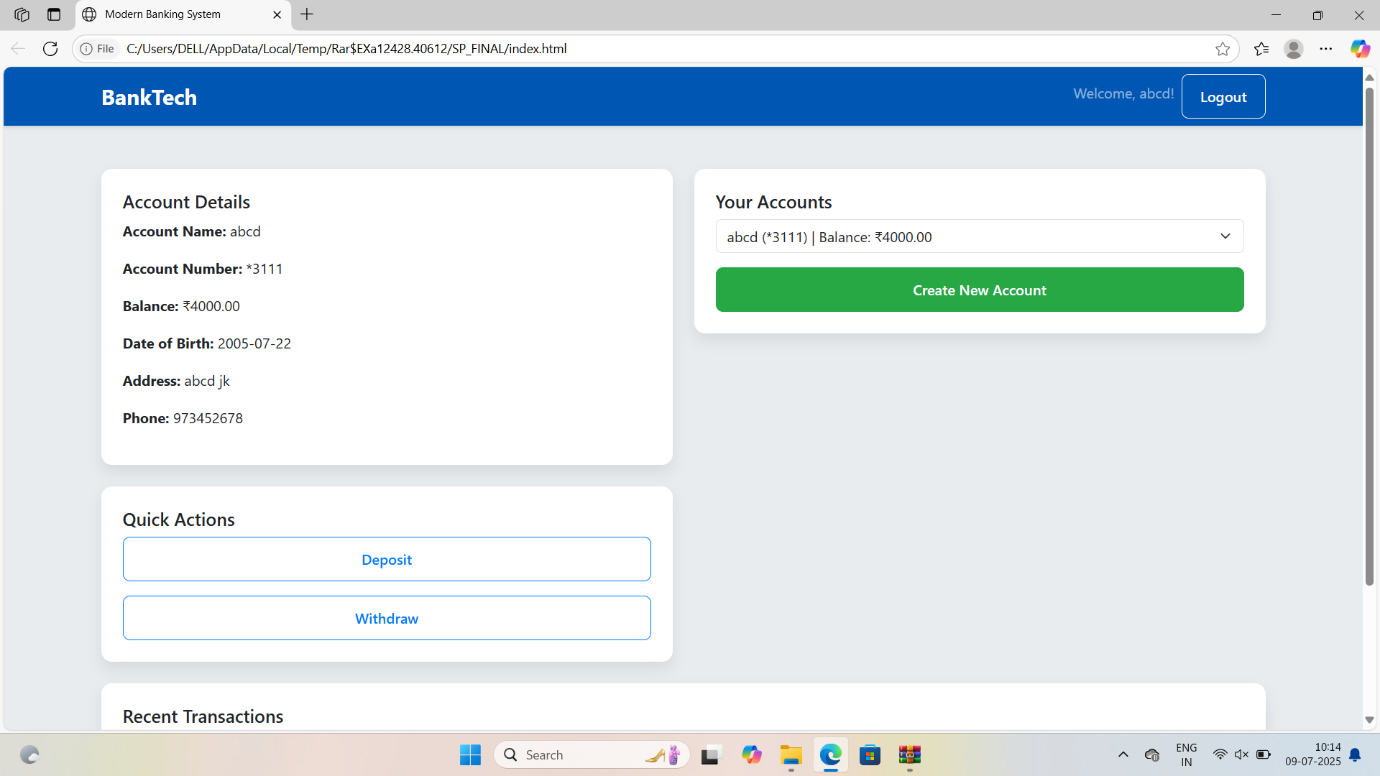 Modern Banking System
File
C:/Users/DELL/AppData/Local/Temp/Rar$EXa12428.40612/SP_FINAL/index.html
BankTech
Welcome, abcd!
Logout
Account Details
Account Name: abcd
Account Number: *3111
Balance: ₹4000.00
Date of Birth: 2005-07-22
Address: abcd jk
Phone: 973452678
Your Accounts
abcd (*3111) | Balance: ₹4000.00
Create New Account
Quick Actions
Deposit
Withdraw
Recent Transactions
Search
ENG
IN
10:14
09-07-2025